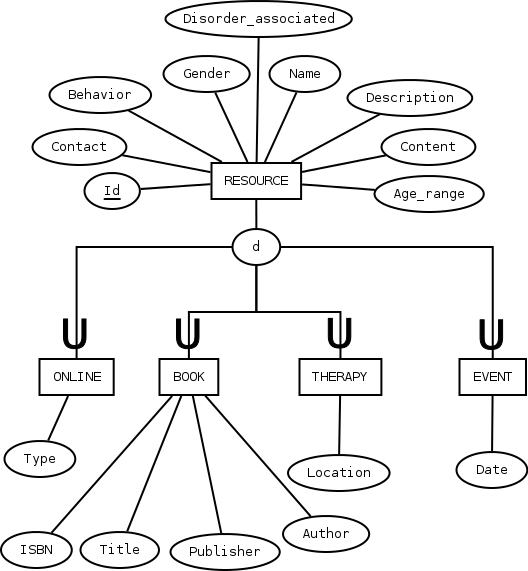 Disorder_associated
Gender
Name
Behavior
Description
Contact
Content
Id
RESOURCE
Age_range
d
U
U
U
U
ONLINE
BOOK
THERAPY
EVENT
Type
Location
Date
ISBN
Title
Publisher
Author